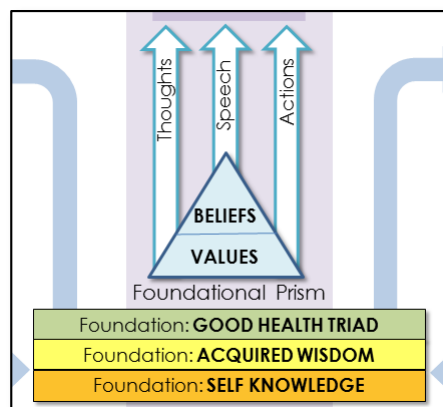 Thoughts
Speech
Actions
BELIEFS
VALUES
Foundational Prism
Foundation: GOOD HEALTH TRIAD
Foundation: ACQUIRED WISDOM
Foundation: SELF KNOWLEDGE